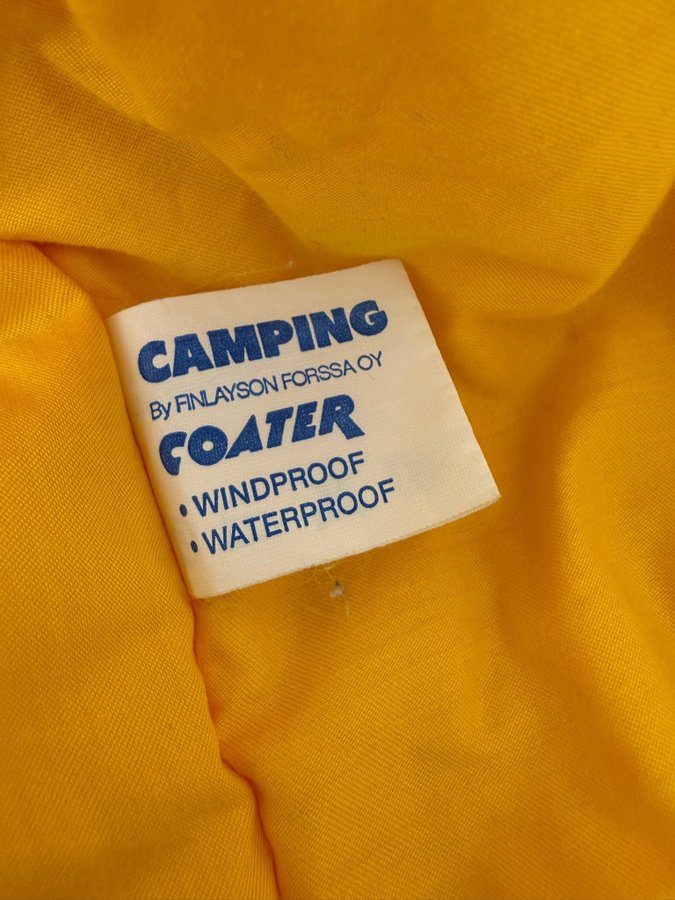 CAMPING
By FINLAYSON FORSSA OY
COATER
• WINDPROOF
• WATERPROOF